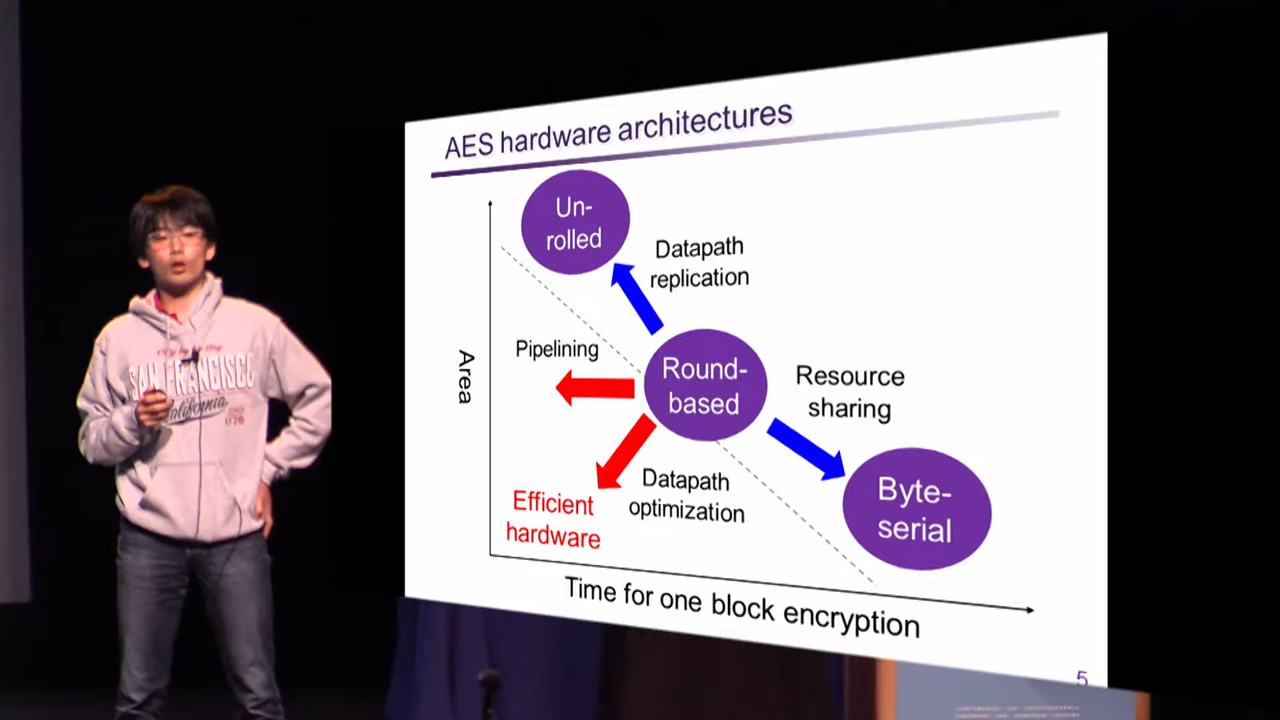 AES hardware architectures
Un-
rolled
Datapath
replication
Pipelining
Area
Round-
based
Resource
sharing
Datapath
optimization
Efficient
hardware
Byte-
serial
Time for one block encryption
5
SAN FRANCISCO
California